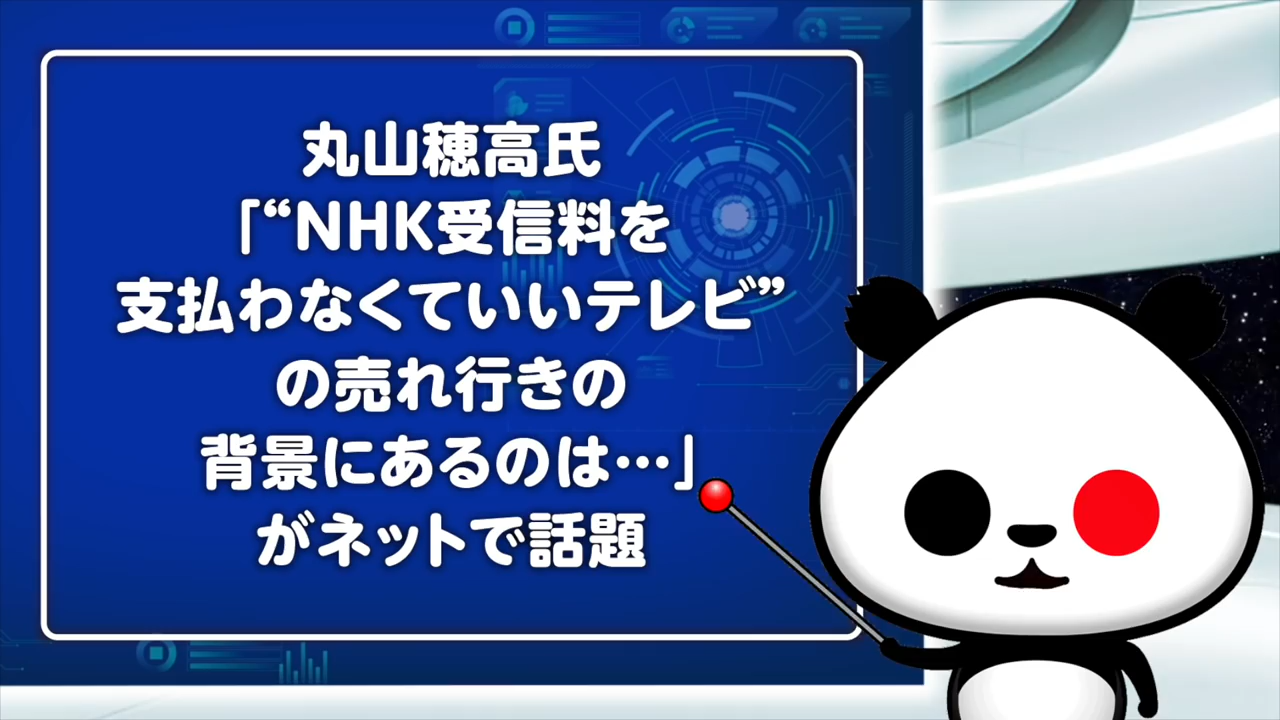 丸山穂高氏
「“NHK受信料を
支払わなくていいテレビ”
の売れ行きの
背景にあるのは…」
がネットで話題